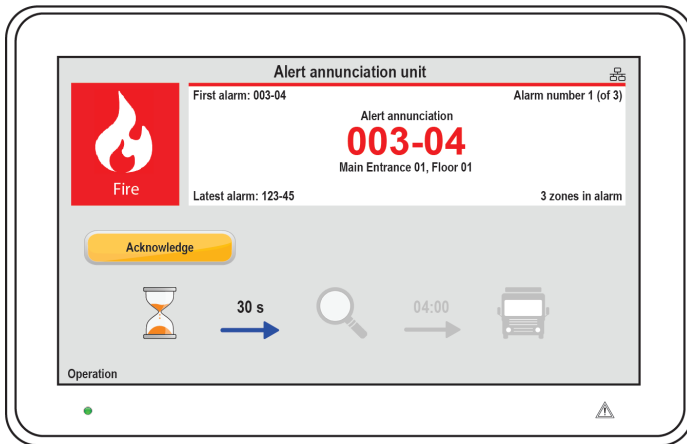 Alert annunciation unit
First alarm: 003-04
Alarm number 1 (of 3)
Alert annunciation
003-04
Main Entrance 01, Floor 01
Fire
Latest alarm: 123-45
3 zones in alarm
Acknowledge
30 s
04:00
Operation